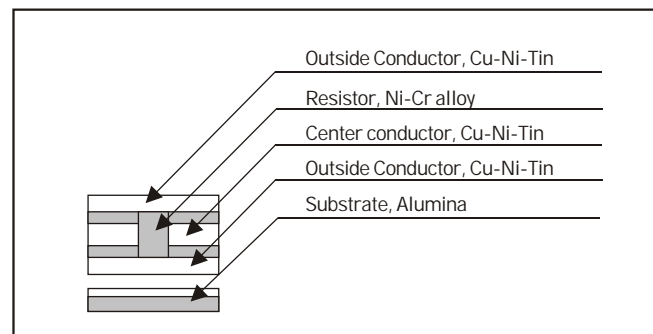 Outside Conductor, Cu-Ni-Tin
Resistor, Ni-Cr alloy
Center conductor, Cu-Ni-Tin
Outside Conductor, Cu-Ni-Tin
Substrate, Alumina